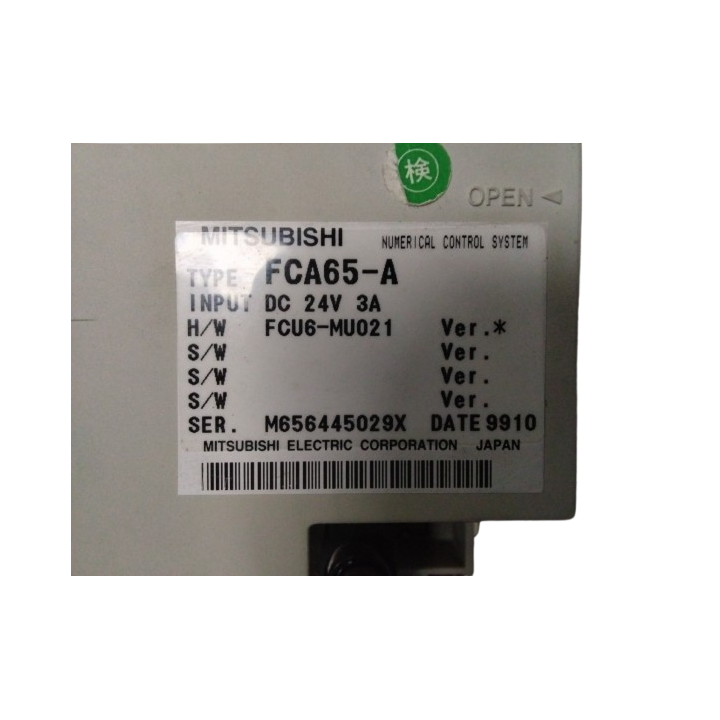 検
OPEN
MITSUBISHI NUMERICAL CONTROL SYSTEM
TYPE FCA65-A
INPUT DC 24V 3A
H/W FCU6-MU021 Ver.*
S/W Ver.
S/W Ver.
S/W Ver.
SER. M656445029X DATE 9910
MITSUBISHI ELECTRIC CORPORATION JAPAN